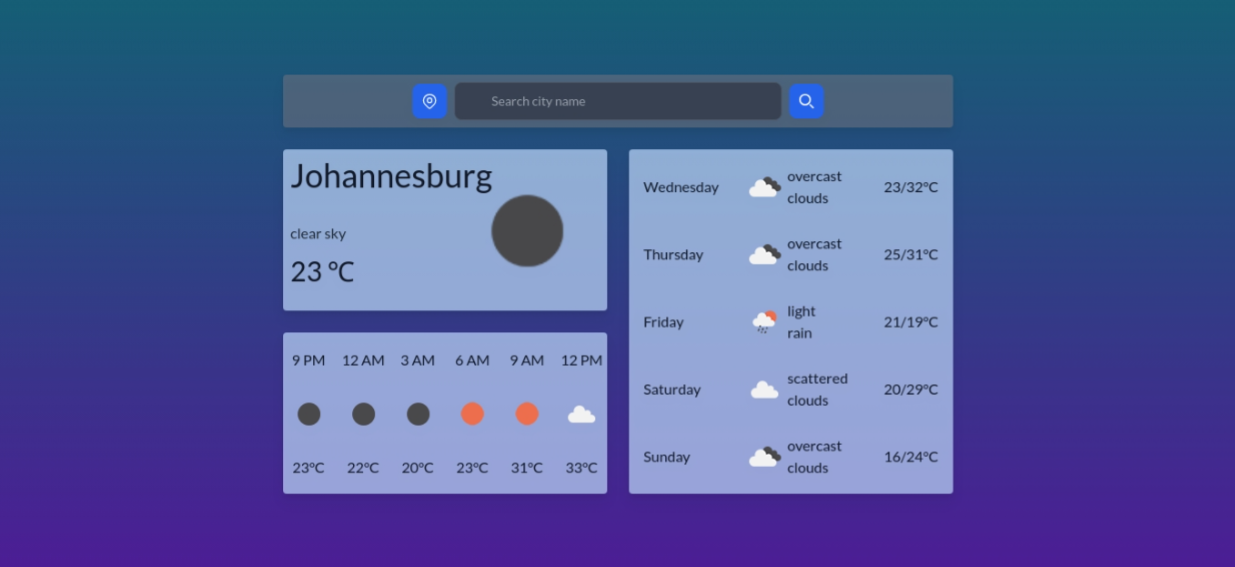 Search city name
Johannesburg
clear sky
23 °C
9 PM 12 AM 3 AM 6 AM 9 AM 12 PM
23°C 22°C 20°C 23°C 31°C 33°C
Wednesday overcast clouds 23/32°C
Thursday overcast clouds 25/31°C
Friday light rain 21/19°C
Saturday scattered clouds 20/29°C
Sunday overcast clouds 16/24°C